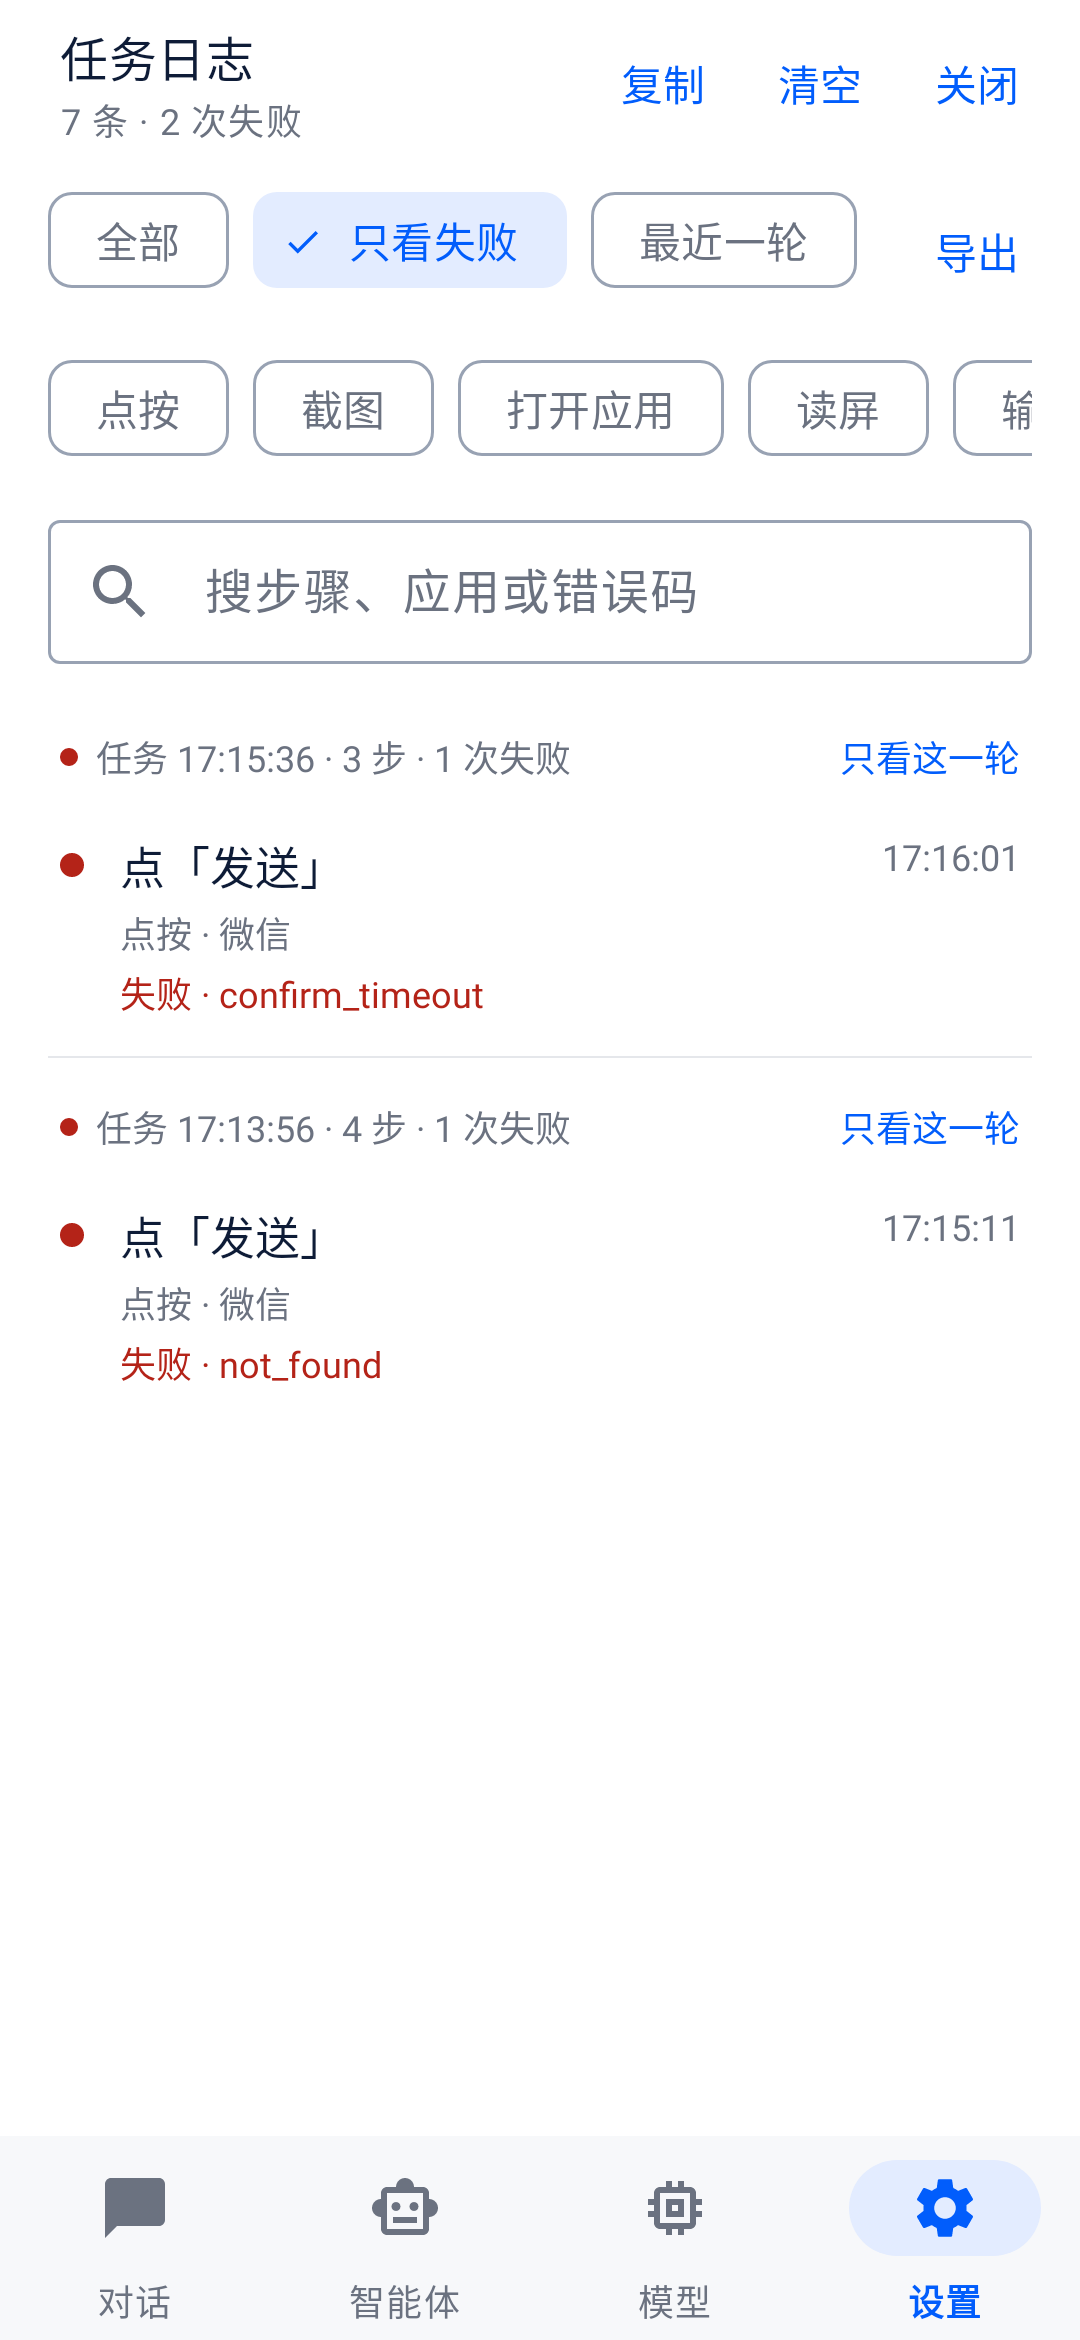 任务日志
7 条 · 2 次失败
复制 清空 关闭
全部 只看失败 最近一轮 导出
点按 截图 打开应用 读屏 输
搜步骤、应用或错误码
任务 17:15:36 · 3 步 · 1 次失败 只看这一轮
点「发送」 17:16:01
点按 · 微信
失败 · confirm_timeout
任务 17:13:56 · 4 步 · 1 次失败 只看这一轮
点「发送」 17:15:11
点按 · 微信
失败 · not_found
对话 智能体 模型 设置